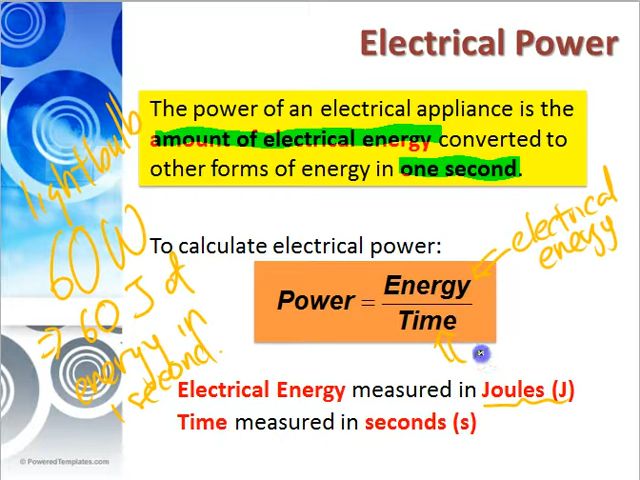 Electrical Power
The power of an electrical appliance is the
amount of electrical energy converted to
other forms of energy in one second.
lightbulb
60 W
⇒ 60 J of
energy in
1 second.
To calculate electrical power:
electrical
energy
Power = Energy
Time
Electrical Energy measured in Joules (J)
Time measured in seconds (s)
© PoweredTemplates.com